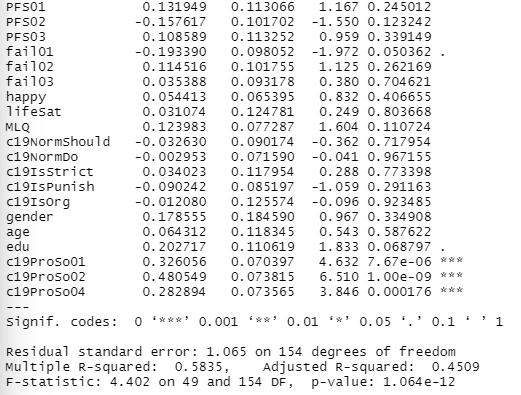 PFS01 0.131949 0.113066 1.167 0.245012
PFS02 -0.157617 0.101702 -1.550 0.123242
PFS03 0.108589 0.113252 0.959 0.339149
fail01 -0.193390 0.098052 -1.972 0.050362 .
fail02 0.114516 0.101755 1.125 0.262169
fail03 0.035388 0.093178 0.380 0.704621
happy 0.054413 0.065395 0.832 0.406655
lifeSat 0.031074 0.124781 0.249 0.803668
MLQ 0.123983 0.077287 1.604 0.110724
c19NormShould -0.032630 0.090174 -0.362 0.717954
c19NormDo -0.002953 0.071590 -0.041 0.967155
c19IsStrict 0.034023 0.117954 0.288 0.773398
c19IsPunish -0.090242 0.085197 -1.059 0.291163
c19IsOrg -0.012080 0.125574 -0.096 0.923485
gender 0.178555 0.184590 0.967 0.334908
age 0.064312 0.118345 0.543 0.587622
edu 0.202717 0.110619 1.833 0.068797 .
c19ProSo01 0.326056 0.070397 4.632 7.67e-06 ***
c19ProSo02 0.480549 0.073815 6.510 1.00e-09 ***
c19ProSo04 0.282894 0.073565 3.846 0.000176 ***
---
Signif. codes: 0 ‘***’ 0.001 ‘**’ 0.01 ‘*’ 0.05 ‘.’ 0.1 ‘ ’ 1
Residual standard error: 1.065 on 154 degrees of freedom
Multiple R-squared: 0.5835, Adjusted R-squared: 0.4509
F-statistic: 4.402 on 49 and 154 DF, p-value: 1.064e-12